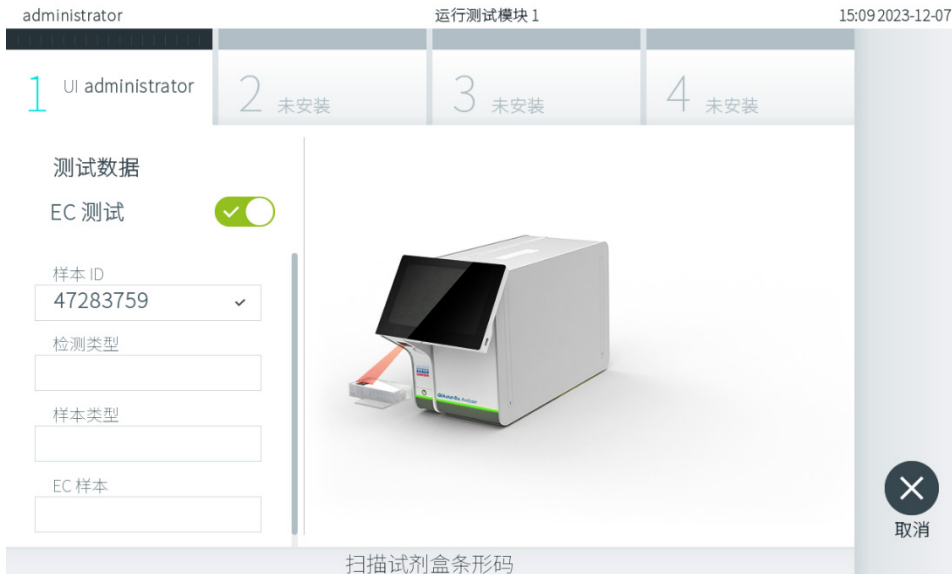 administrator
运行测试模块 1
15:09 2023-12-07
1 UI administrator
2 未安装
3 未安装
4 未安装
测试数据
EC 测试
样本 ID
47283759
检测类型
样本类型
EC 样本
取消
扫描试剂盒条形码